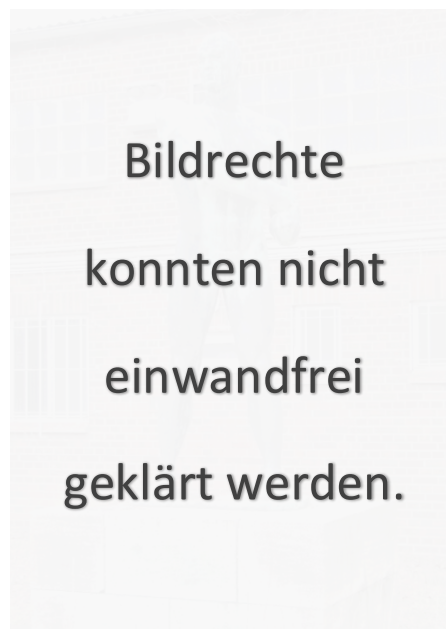 Bildrechte
konnten nicht
einwandfrei
geklärt werden.